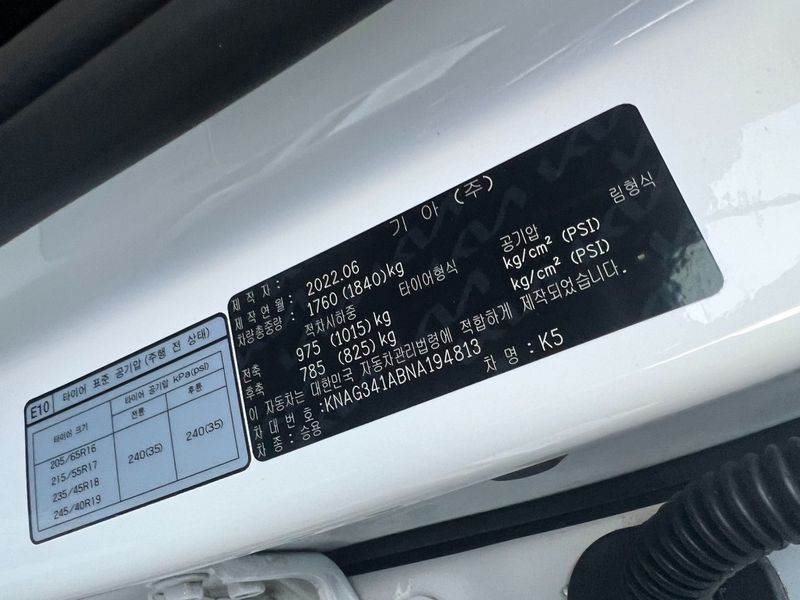 제작자 : 기아 (주)
제작연월 : 2022.06
차량총중량 : 1760 (1840)kg
적차시하중 타이어형식 공기압 림형식
전축 975 (1015) kg kg/cm² (PSI)
후축 785 (825) kg kg/cm² (PSI)
이 자동차는 대한민국 자동차관리법령에 적합하게 제작되었습니다.
차대번호 :KNAG341ABNA194813
차종 : 승용 차명 : K5
E10 타이어 표준 공기압 (주행 전 상태)
타이어 크기 타이어 공기압 kPa(psi)
전륜 후륜
205/65R16
215/55R17
235/45R18
245/40R19
240(35) 240(35)